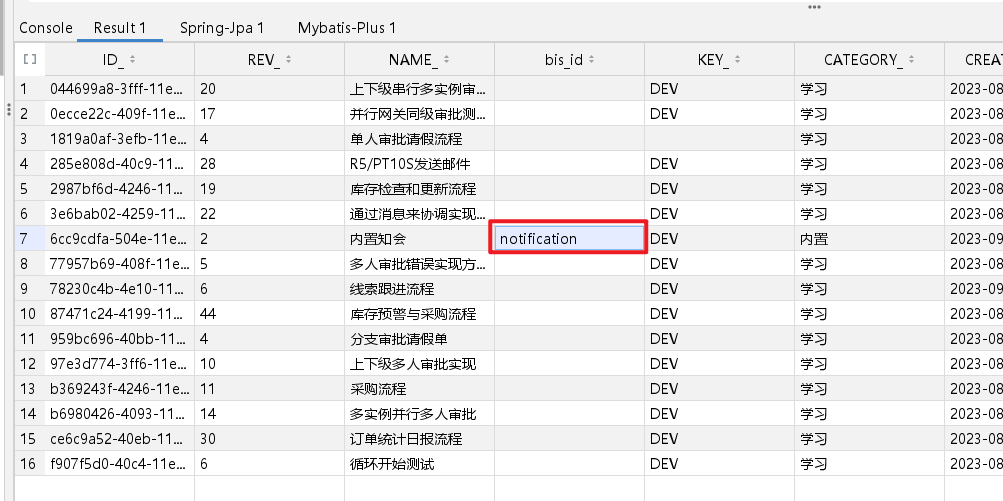 Console Result 1 Spring-Jpa 1 Mybatis-Plus 1
ID_ REV_ NAME_ bis_id KEY_ CATEGORY_ CREAT
1 044699a8-3fff-11e... 20 上下级串行多实例审... DEV 学习 2023-08
2 0ecce22c-409f-11e... 17 并行网关同级审批测... DEV 学习 2023-08
3 1819a0af-3efb-11e... 4 单人审批请假流程 学习 2023-08
4 285e808d-40c9-11... 28 R5/PT10S发送邮件 DEV 学习 2023-08
5 2987bf6d-4246-11... 19 库存检查和更新流程 DEV 学习 2023-08
6 3e6bab02-4259-11... 22 通过消息来协调实现... DEV 学习 2023-08
7 6cc9cdfa-504e-11e... 2 内置知会 notification DEV 内置 2023-09
8 77957b69-408f-11e... 5 多人审批错误实现方... DEV 学习 2023-08
9 78230c4b-4e10-11... 6 线索跟进流程 DEV 学习 2023-09
10 87471c24-4199-11... 44 库存预警与采购流程 DEV 学习 2023-08
11 959bc696-40bb-11... 4 分支审批请假单 DEV 学习 2023-08
12 97e3d774-3ff6-11e... 10 上下级多人审批实现 DEV 学习 2023-08
13 b369243f-4246-11e... 11 采购流程 DEV 学习 2023-08
14 b6980426-4093-11... 14 多实例并行多人审批 DEV 学习 2023-08
15 ce6c9a52-40eb-11... 30 订单统计日报流程 DEV 学习 2023-08
16 f907f5d0-40c4-11e... 6 循环开始测试 DEV 学习 2023-08